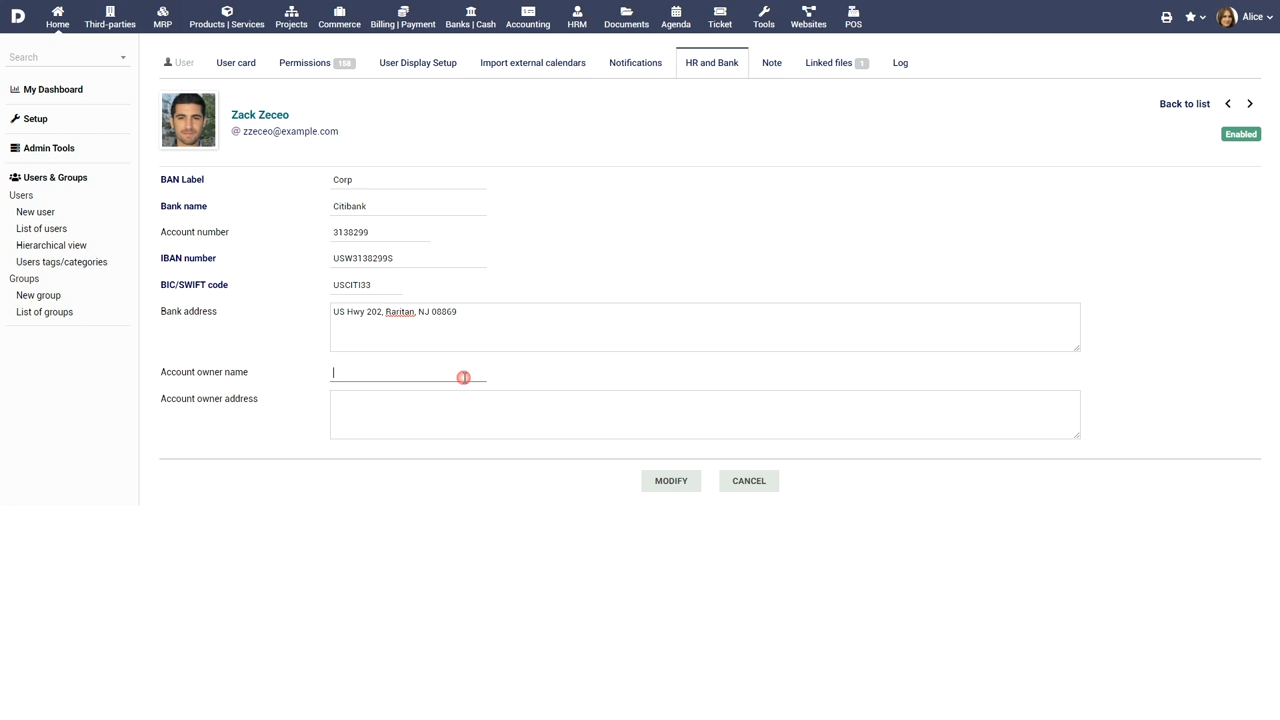 D
Home
Third-parties
MRP
Products | Services
Projects
Commerce
Billing | Payment
Banks | Cash
Accounting
HRM
Documents
Agenda
Ticket
Tools
Websites
POS
Alice
Search
My Dashboard
Setup
Admin Tools
Users & Groups
Users
New user
List of users
Hierarchical view
Users tags/categories
Groups
New group
List of groups
User
User card
Permissions 158
User Display Setup
Import external calendars
Notifications
HR and Bank
Note
Linked files 1
Log
Zack Zeceo
@ zzeceo@example.com
Back to list
Enabled
BAN Label Corp
Bank name Citibank
Account number 3138299
IBAN number USW3138299S
BIC/SWIFT code USCITI33
Bank address US Hwy 202, Raritan, NJ 08869
Account owner name
Account owner address
MODIFY
CANCEL